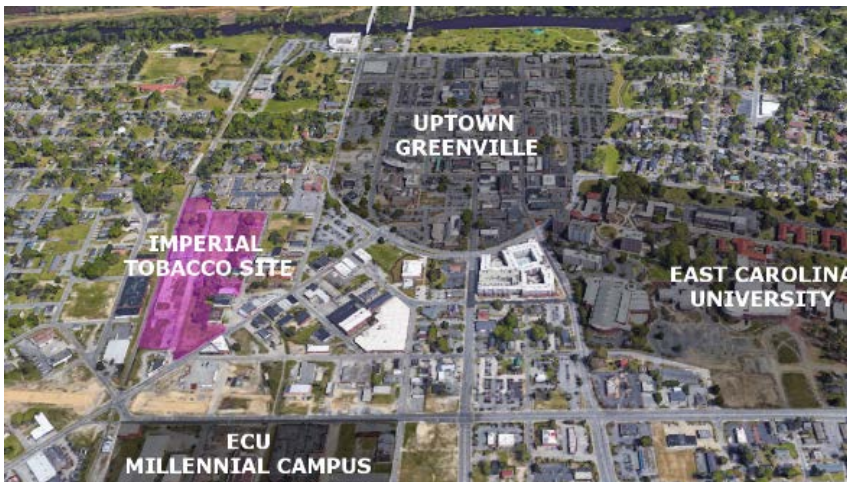 UPTOWN
GREENVILLE
IMPERIAL
TOBACCO SITE
EAST CAROLINA
UNIVERSITY
ECU
MILLENNIAL CAMPUS